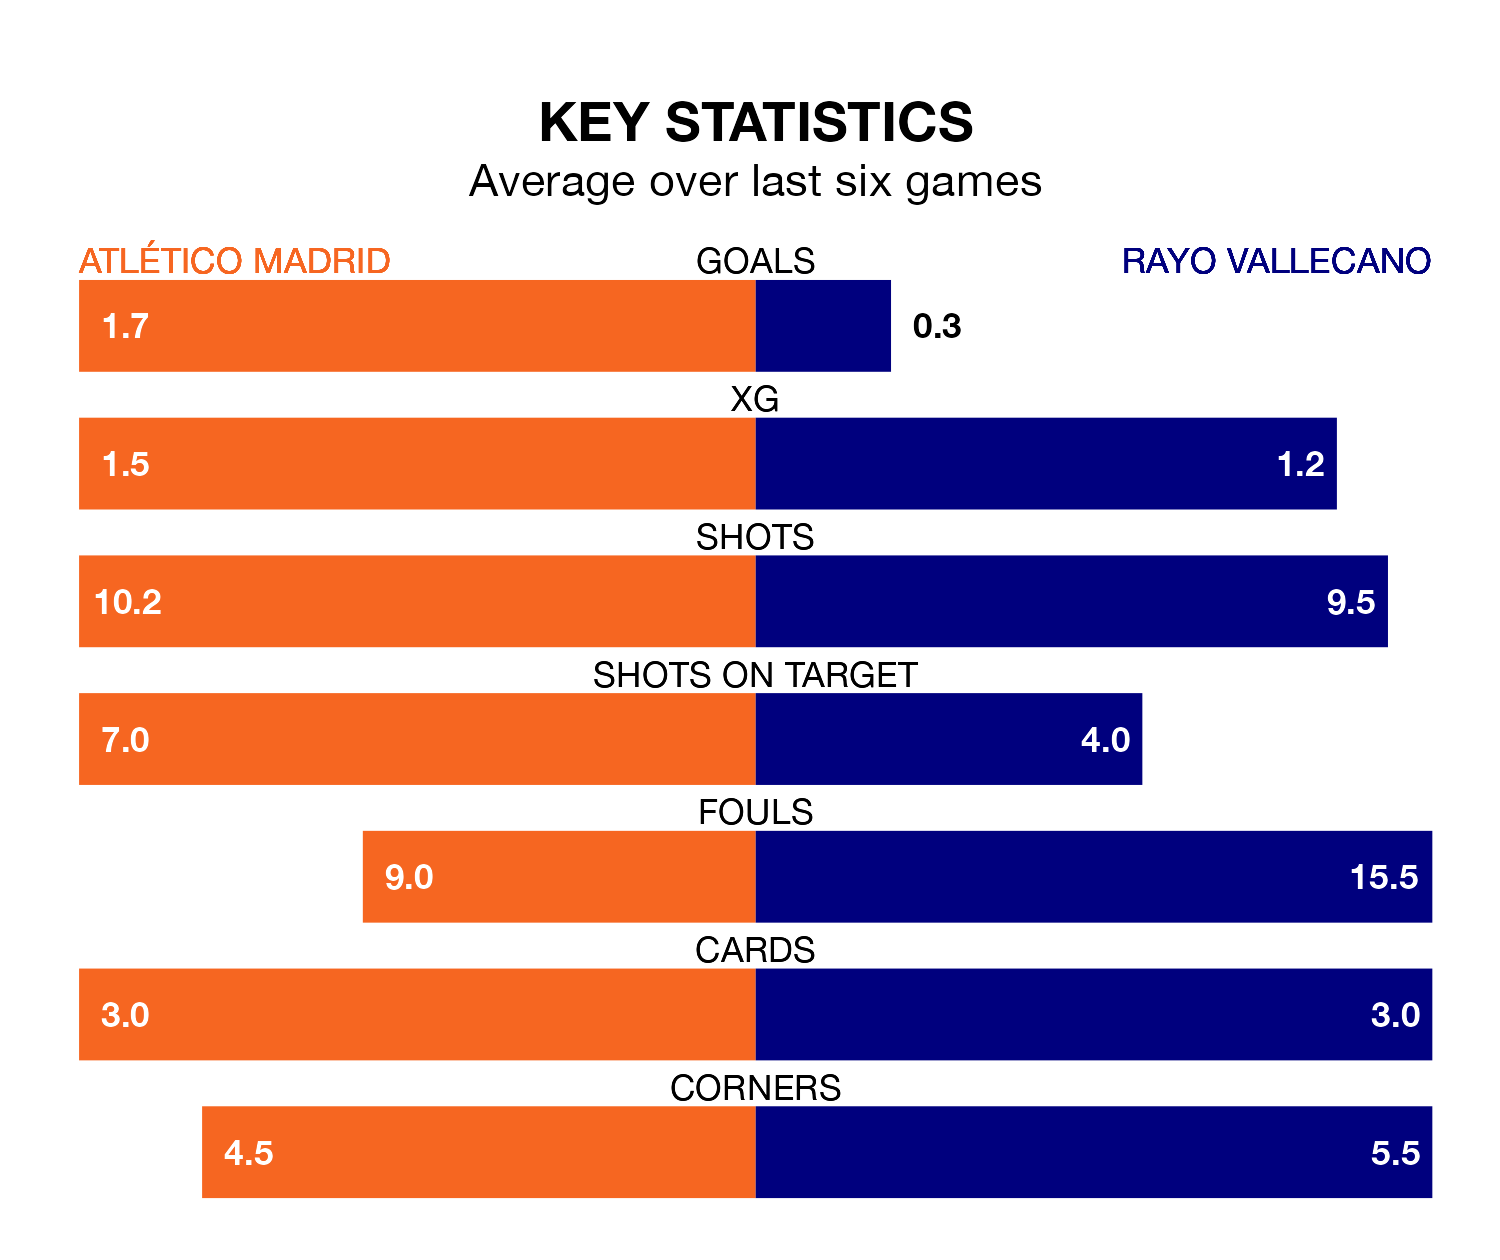 KEY STATISTICS
Average over last six games
ATLÉTICO MADRID GOALS RAYO VALLECANO
1.7 0.3
XG
1.5 1.2
SHOTS
10.2 9.5
SHOTS ON TARGET
7.0 4.0
FOULS
9.0 15.5
CARDS
3.0 3.0
CORNERS
4.5 5.5